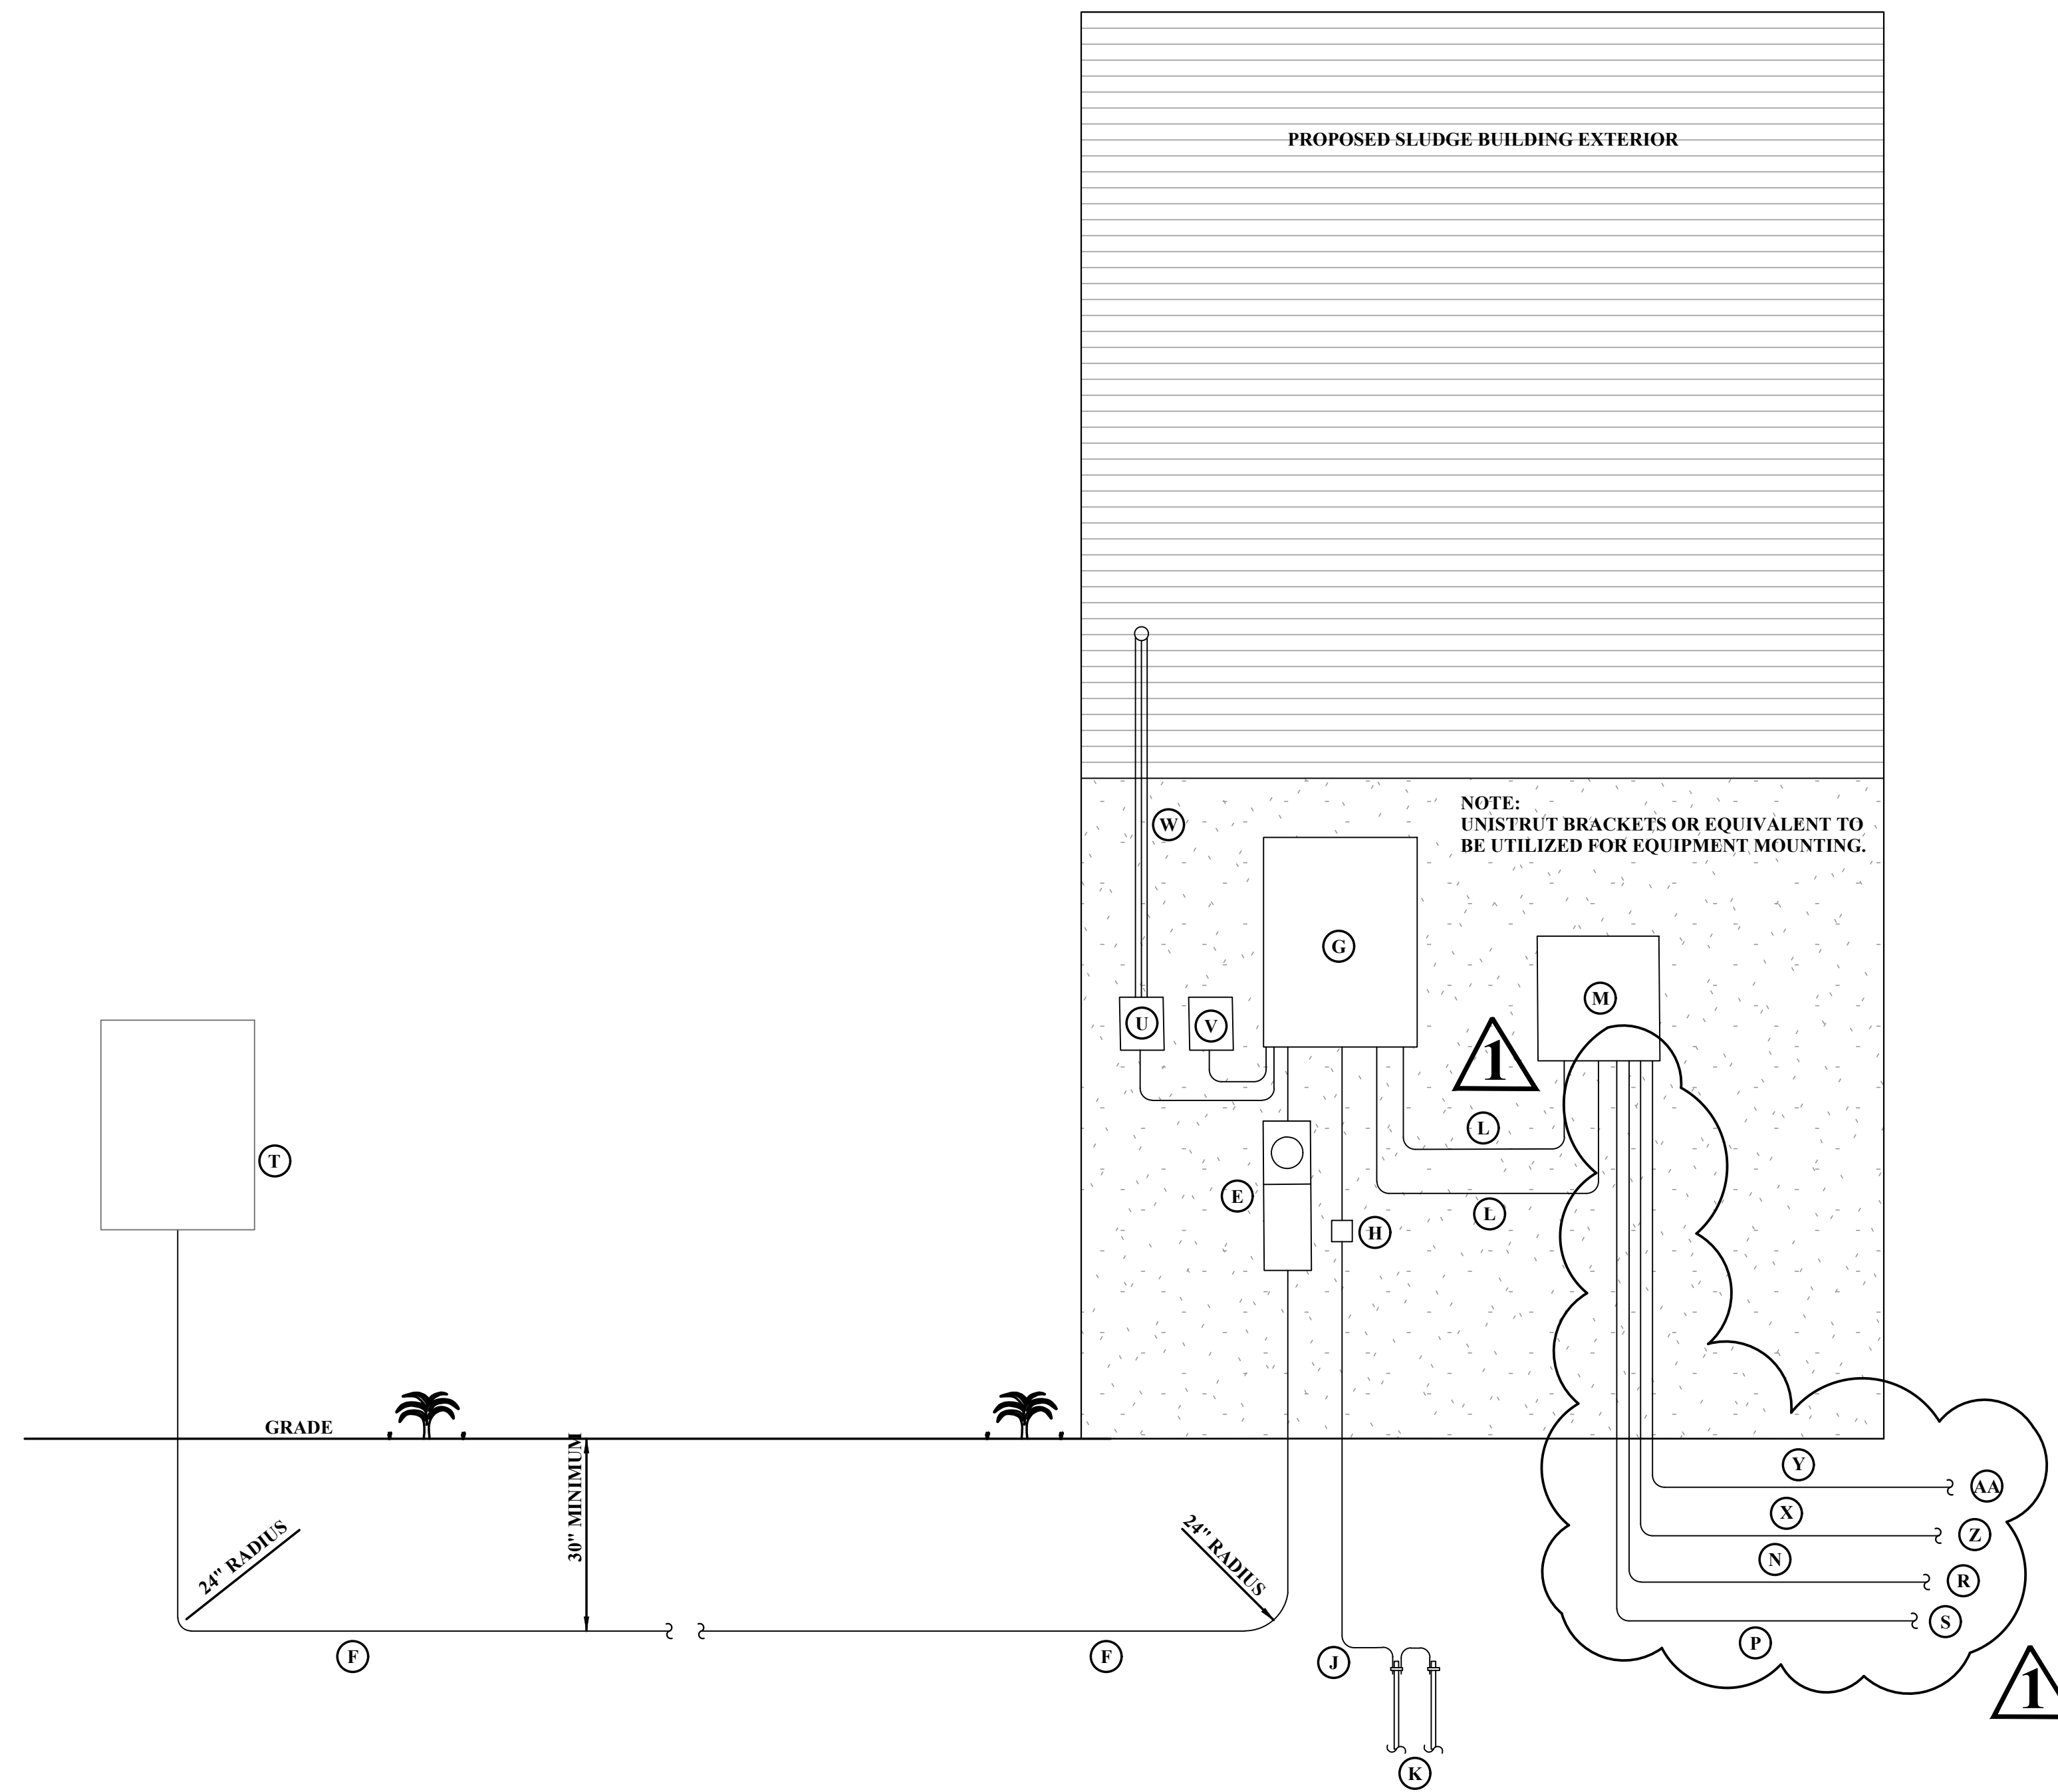 PROPOSED SLUDGE BUILDING EXTERIOR
NOTE:
UNISTRUT BRACKETS OR EQUIVALENT TO
BE UTILIZED FOR EQUIPMENT MOUNTING.
W
G
M
U
V
1
L
T
E
L
H
GRADE
30" MINIMUM
24" RADIUS
24" RADIUS
Y
AA
X
Z
N
R
S
P
F
F
J
K
1